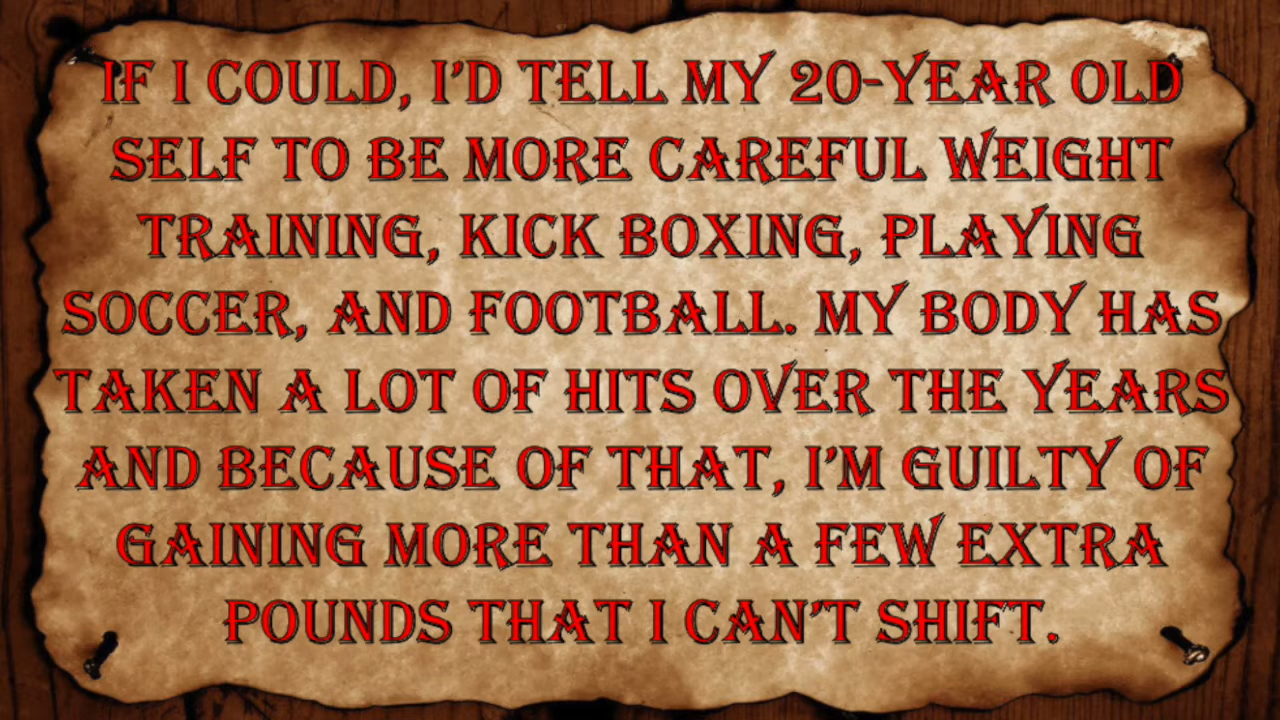 IF I COULD, I'D TELL MY 20-YEAR OLD
SELF TO BE MORE CAREFUL WEIGHT
TRAINING, KICK BOXING, PLAYING
SOCCER, AND FOOTBALL. MY BODY HAS
TAKEN A LOT OF HITS OVER THE YEARS
AND BECAUSE OF THAT, I'M GUILTY OF
GAINING MORE THAN A FEW EXTRA
POUNDS THAT I CAN'T SHIFT.